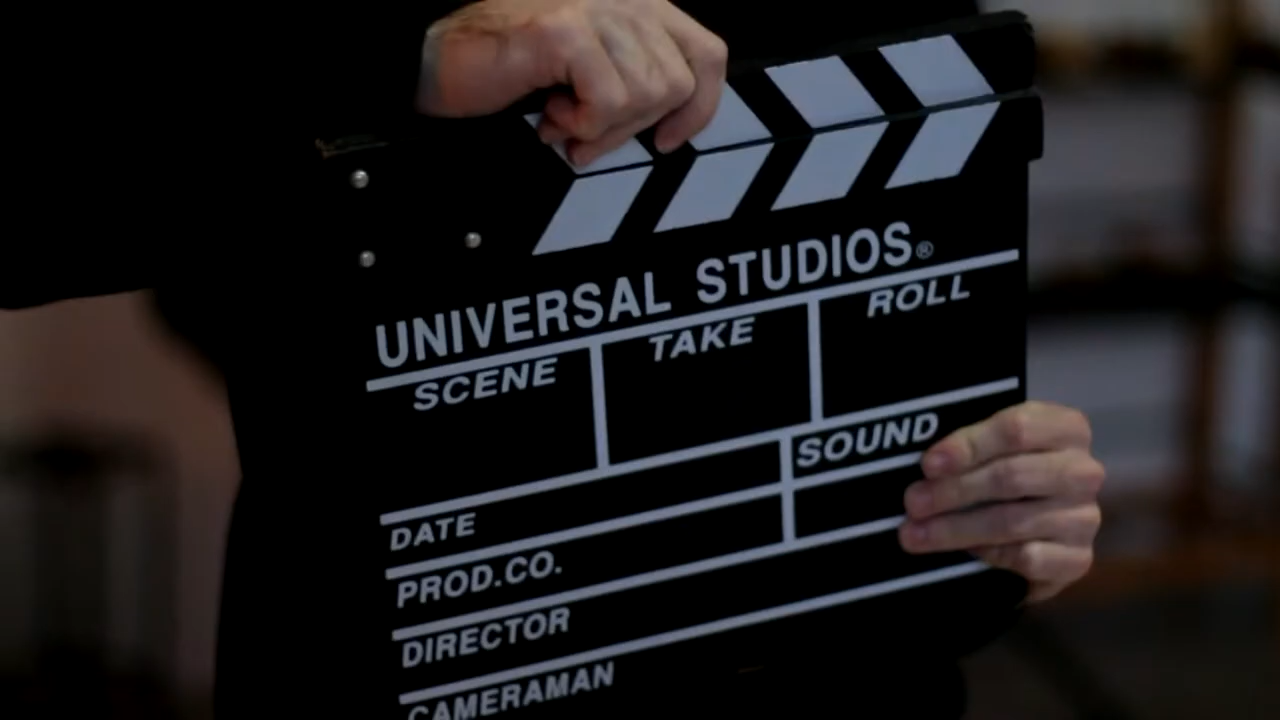 UNIVERSAL STUDIOS®
SCENE TAKE ROLL
SOUND
DATE
PROD.CO.
DIRECTOR
CAMERAMAN